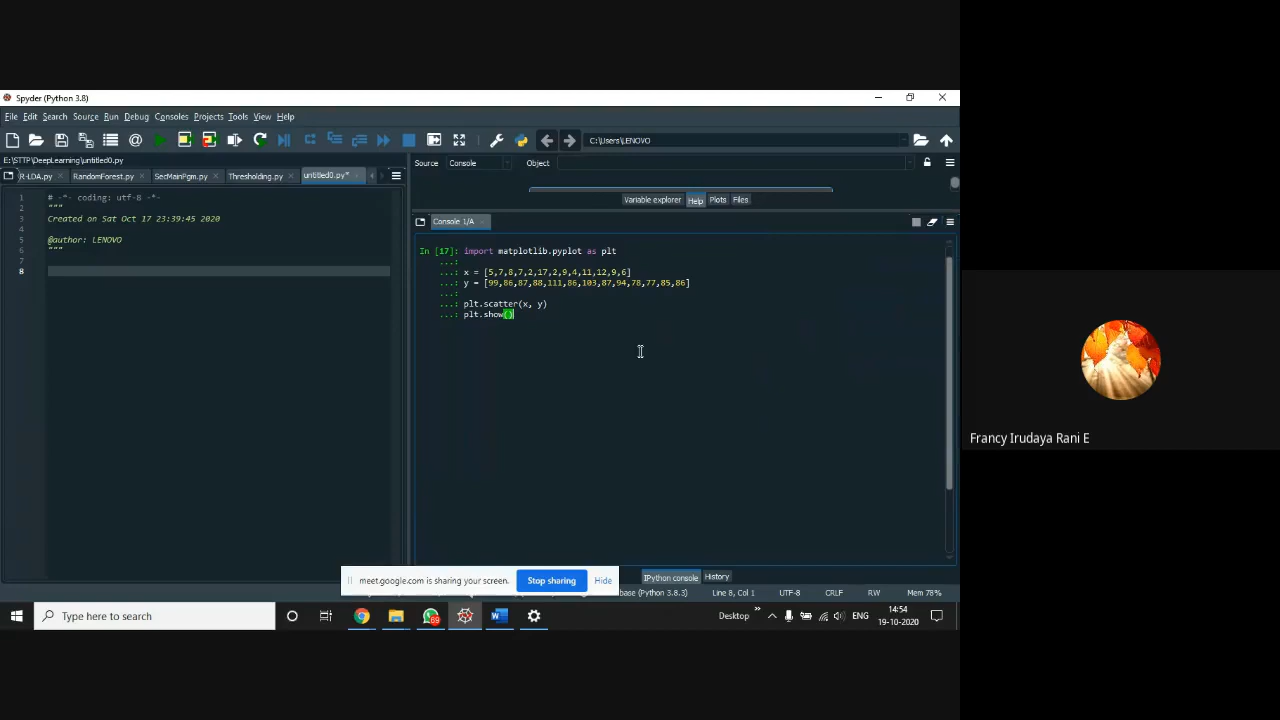 Spyder (Python 3.8)
File Edit Search Source Run Debug Consoles Projects Tools View Help
C:\Users\LENOVO
E:\STTP\DeepLearning\untitled0.py
Source Console Object
R-LDA.py RandomForest.py SecMainPgm.py Thresholding.py untitled0.py*
Variable explorer Help Plots Files
Console 1/A
1 # -*- coding: utf-8 -*-
2 """
3 Created on Sat Oct 17 23:39:45 2020
4
5 @author: LENOVO
6 """
7
8
In [17]: import matplotlib.pyplot as plt
...:
...: x = [5,7,8,7,2,17,2,9,4,11,12,9,6]
...: y = [99,86,87,88,111,86,103,87,94,78,77,85,86]
...:
...: plt.scatter(x, y)
...: plt.show()
Francy Irudaya Rani E
meet.google.com is sharing your screen. Stop sharing Hide
IPython console History
base (Python 3.8.3) Line 8, Col 1 UTF-8 CRLF RW Mem 78%
Type here to search
69
Desktop ENG
14:54
19-10-2020